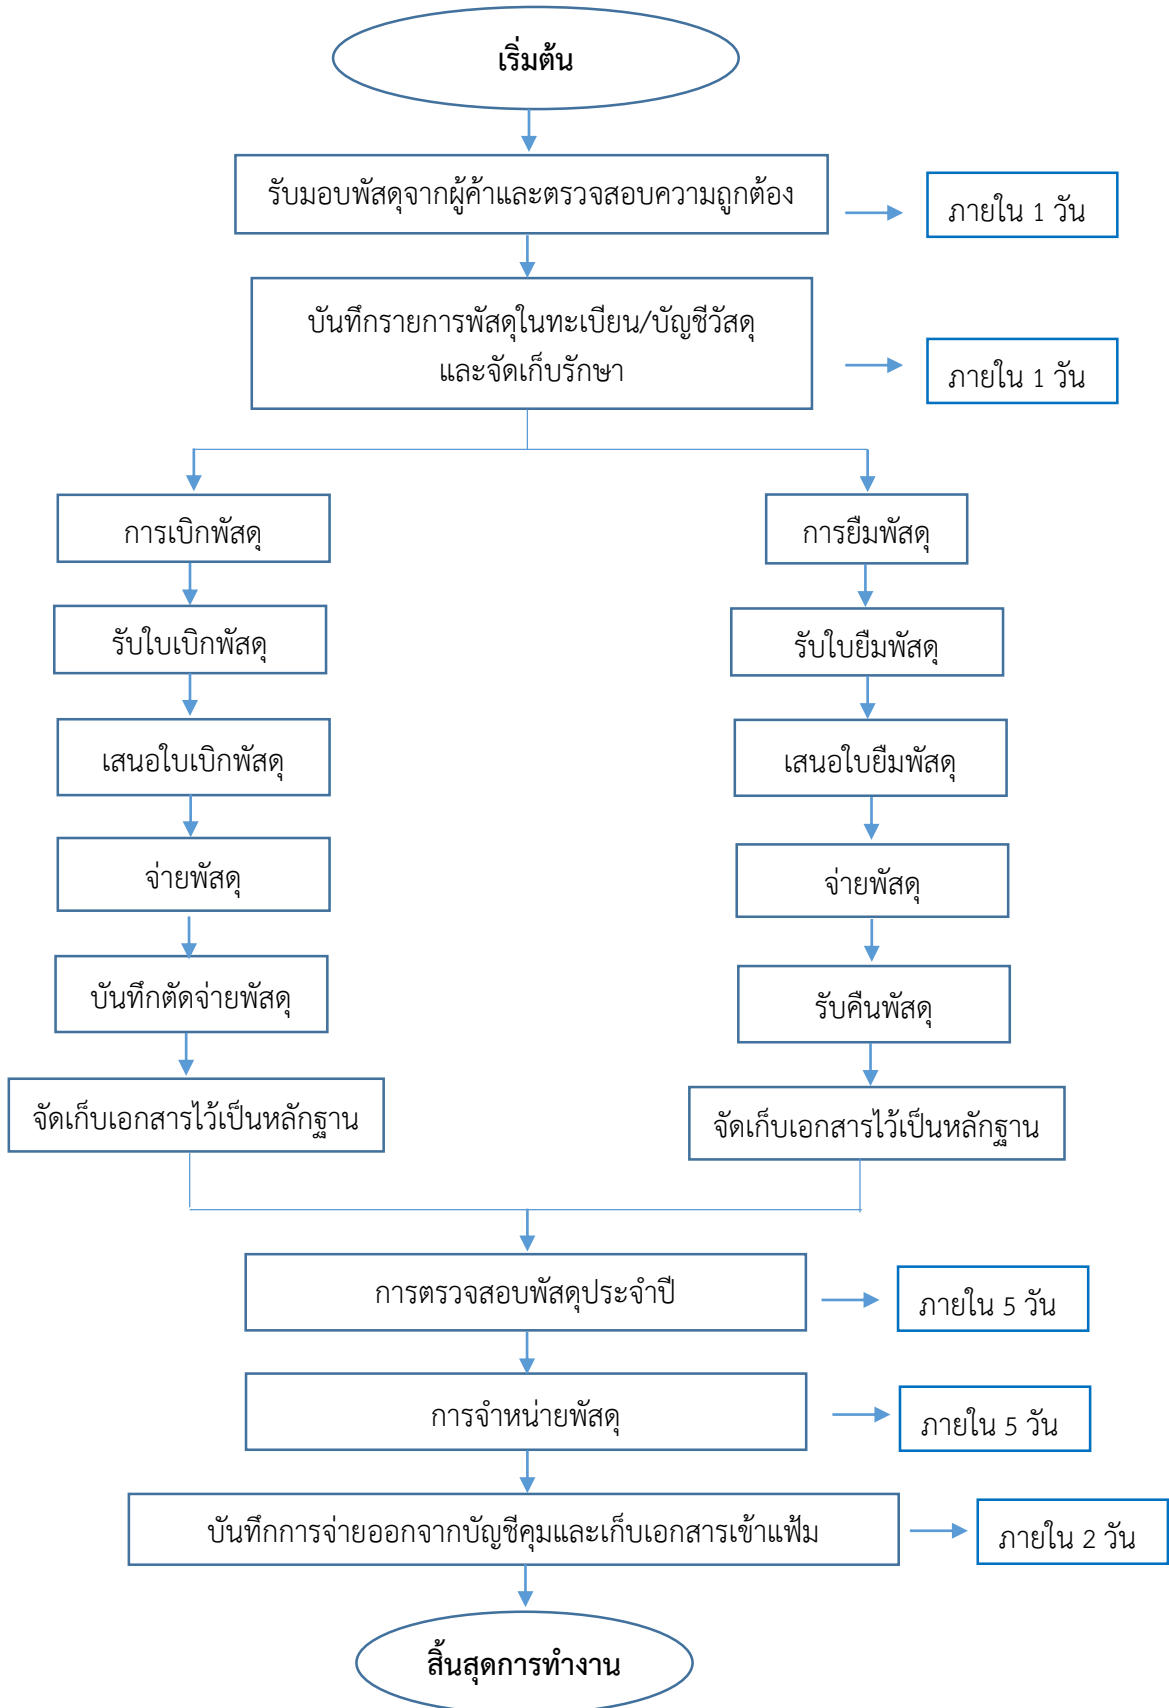 เริ่มต้น
รับมอบพัสดุจากผู้ค้าและตรวจสอบความถูกต้อง
ภายใน 1 วัน
บันทึกรายการพัสดุในทะเบียน/บัญชีวัสดุ
และจัดเก็บรักษา
ภายใน 1 วัน
การเบิกพัสดุ
รับใบเบิกพัสดุ
เสนอใบเบิกพัสดุ
จ่ายพัสดุ
บันทึกตัดจ่ายพัสดุ
จัดเก็บเอกสารไว้เป็นหลักฐาน
การยืมพัสดุ
รับใบยืมพัสดุ
เสนอใบยืมพัสดุ
จ่ายพัสดุ
รับคืนพัสดุ
จัดเก็บเอกสารไว้เป็นหลักฐาน
การตรวจสอบพัสดุประจำปี
ภายใน 5 วัน
การจำหน่ายพัสดุ
ภายใน 5 วัน
บันทึกการจ่ายออกจากบัญชีคุมและเก็บเอกสารเข้าแฟ้ม
ภายใน 2 วัน
สิ้นสุดการทำงาน